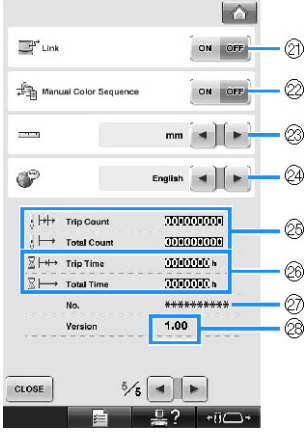 Link ON OFF ㉑
Manual Color Sequence ON OFF ㉒
mm ㉓
English ㉔
Trip Count 000000000
Total Count 000000000 ㉕
Trip Time 0000000 h
Total Time 0000000 h ㉖
No. ********** ㉗
Version 1.00 ㉘
CLOSE 5/5
?